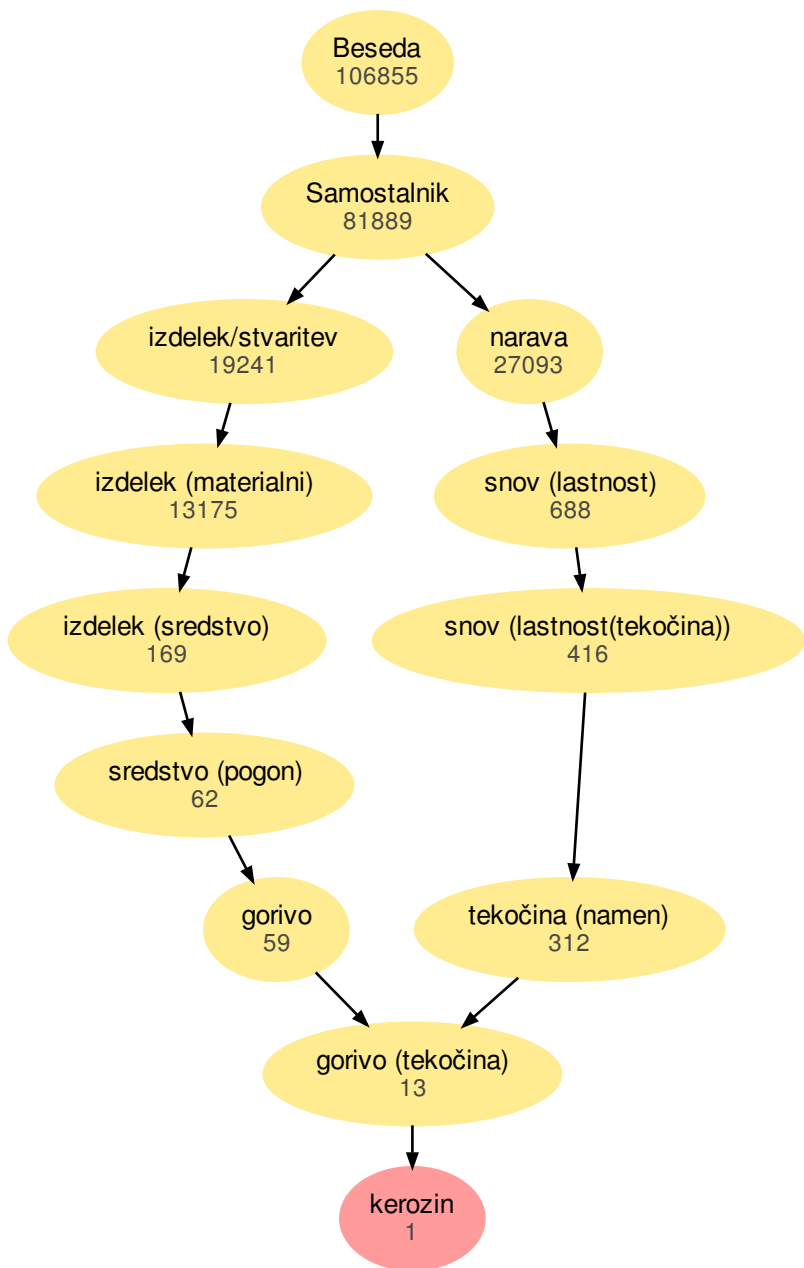 Beseda
106855
Samostalnik
81889
izdelek/stvaritev
19241
narava
27093
izdelek (materialni)
13175
snov (lastnost)
688
izdelek (sredstvo)
169
snov (lastnost(tekočina))
416
sredstvo (pogon)
62
gorivo
59
tekočina (namen)
312
gorivo (tekočina)
13
kerozin
1